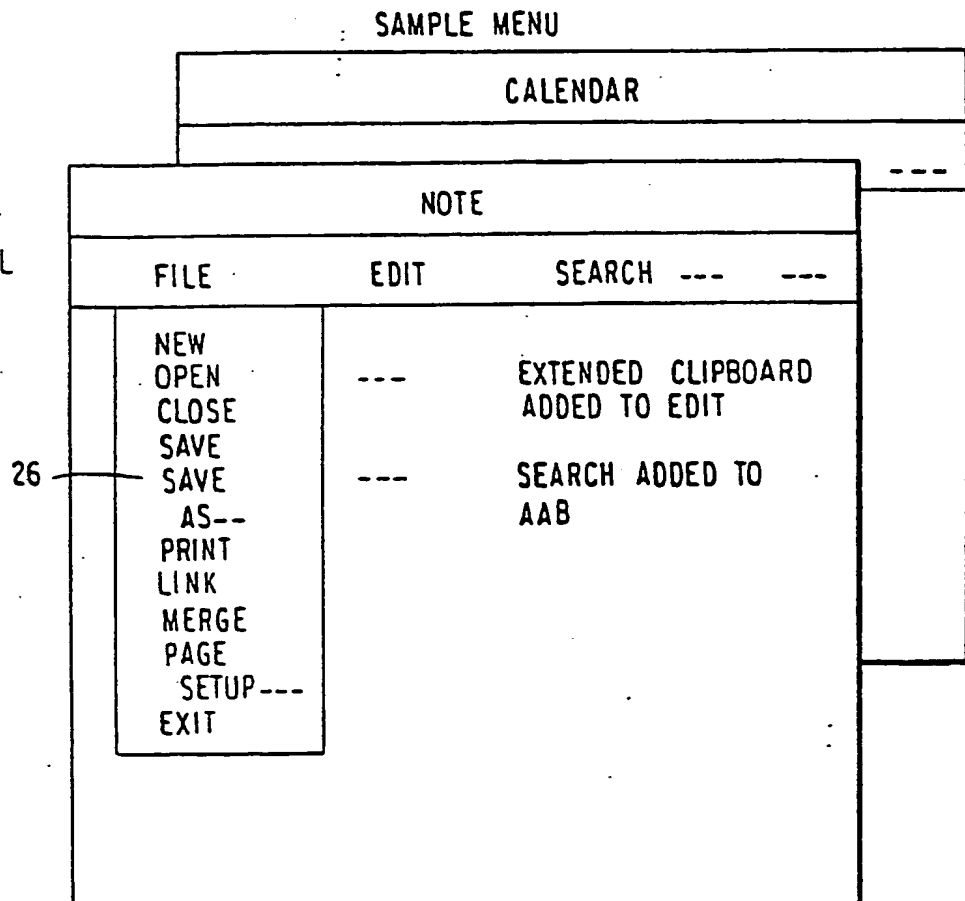 SAMPLE MENU
CALENDAR
---
NOTE
L
FILE EDIT SEARCH --- ---
NEW
OPEN --- EXTENDED CLIPBOARD
CLOSE ADDED TO EDIT
SAVE
26 SAVE --- SEARCH ADDED TO
AS-- AAB
PRINT
LINK
MERGE
PAGE
SETUP---
EXIT